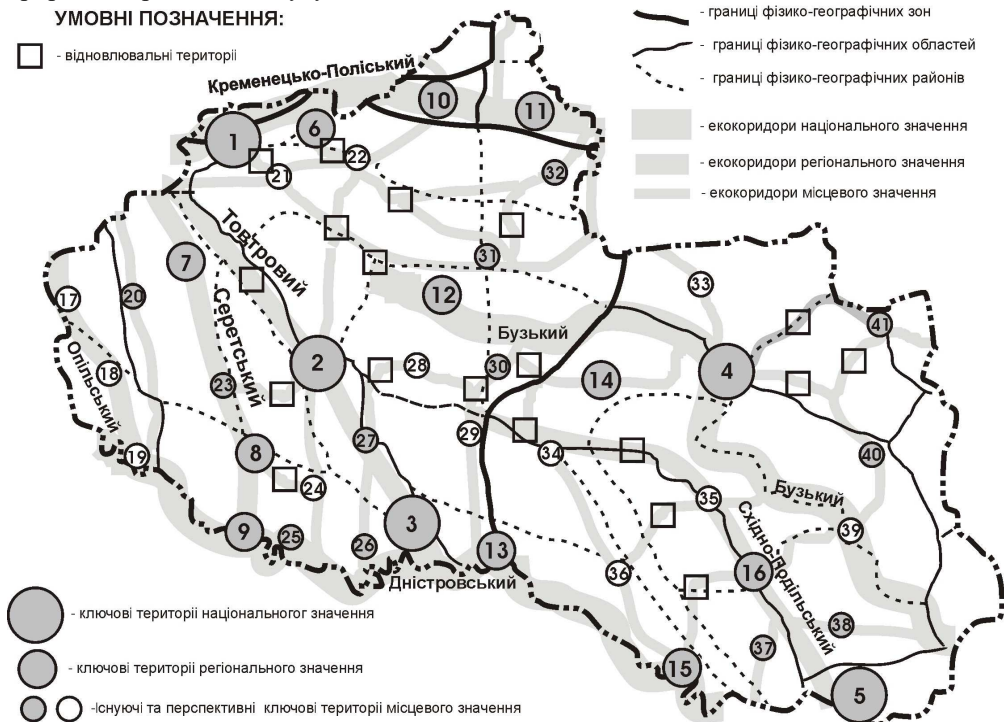 УМОВНІ ПОЗНАЧЕННЯ:
- відновлювальні території
- границі фізико-географічних зон
- границі фізико-географічних областей
- границі фізико-географічних районів
- екокоридори національного значення
- екокоридори регіонального значення
- екокоридори місцевого значення
Кременецько-Поліський
10
11
6
1
22
21
32
Товтровий
7
31
33
17
20
12
Серетський
Бузький
41
2
28
30
4
18
14
23
Опільський
27
29
8
34
40
19
24
35
Бузький
3
Східно-Подільський
9
25
26
13
39
Дністровський
36
16
38
37
15
5
- ключові території національногог значення
- ключові території регіонального значення
-Існуючі та перспективні ключові території місцевого значення